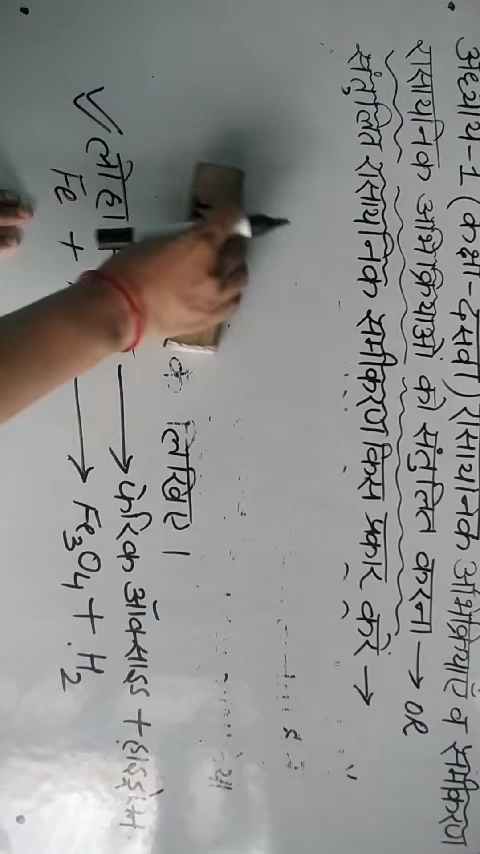 अध्याय-1 (कक्षा-दसवीं) रासायनिक अभिक्रियाएँ व समीकरण
रासायनिक अभिक्रियाओं को संतुलित करना → OR
संतुलित रासायनिक समीकरण किस प्रकार करें →
लिखिए।
लोहा + → फेरिक ऑक्साइड + हाइड्रोजन
Fe + → Fe3O4 + H2